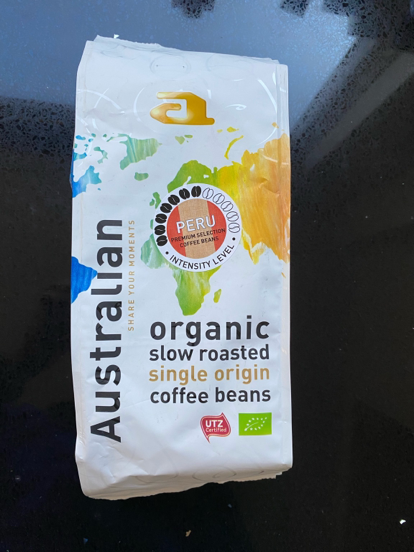 a
PERU
PREMIUM SELECTION
COFFEE BEANS
• INTENSITY LEVEL •
Australian
SHARE YOUR MOMENTS
organic
slow roasted
single origin
coffee beans
UTZ
Certified